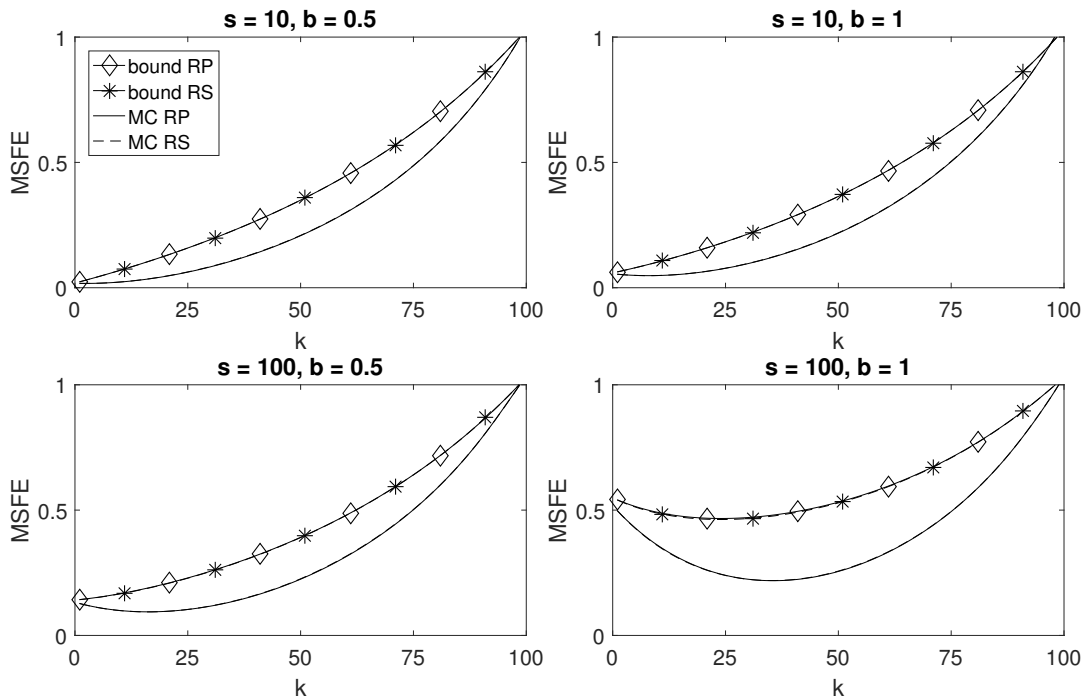 s = 10, b = 0.5
1
0.5
0
MSFE
bound RP
bound RS
MC RP
MC RS
0 25 50 75 100
k
s = 10, b = 1
1
0.5
0
MSFE
0 25 50 75 100
k
s = 100, b = 0.5
1
0.5
0
MSFE
0 25 50 75 100
k
s = 100, b = 1
1
0.5
0
MSFE
0 25 50 75 100
k